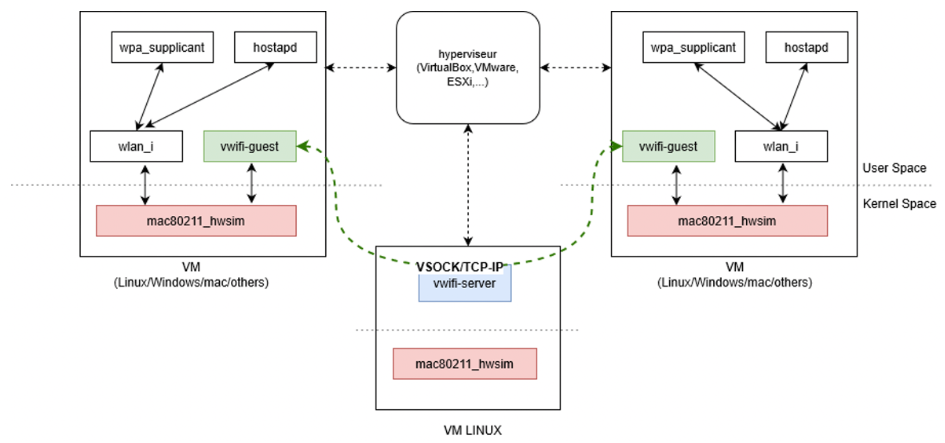 wpa_supplicant
hostapd
wlan_i
vwifi-guest
mac80211_hwsim
VM
(Linux/Windows/mac/others)
hyperviseur
(VirtualBox,VMware,
ESXi,...)
VSOCK/TCP-IP
vwifi-server
mac80211_hwsim
VM LINUX
wpa_supplicant
hostapd
vwifi-guest
wlan_i
mac80211_hwsim
VM
(Linux/Windows/mac/others)
User Space
Kernel Space